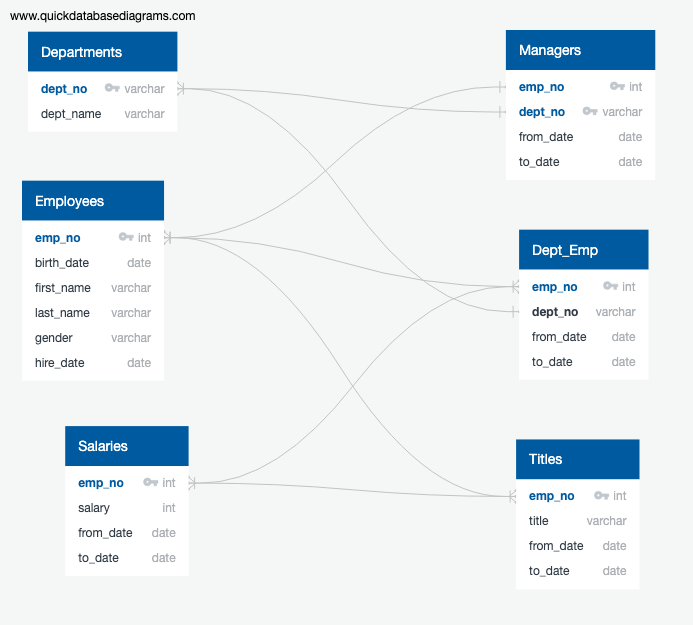 www.quickdatabasediagrams.com
Departments
dept_no varchar
dept_name varchar
Employees
emp_no int
birth_date date
first_name varchar
last_name varchar
gender varchar
hire_date date
Salaries
emp_no int
salary int
from_date date
to_date date
Managers
emp_no int
dept_no varchar
from_date date
to_date date
Dept_Emp
emp_no int
dept_no varchar
from_date date
to_date date
Titles
emp_no int
title varchar
from_date date
to_date date